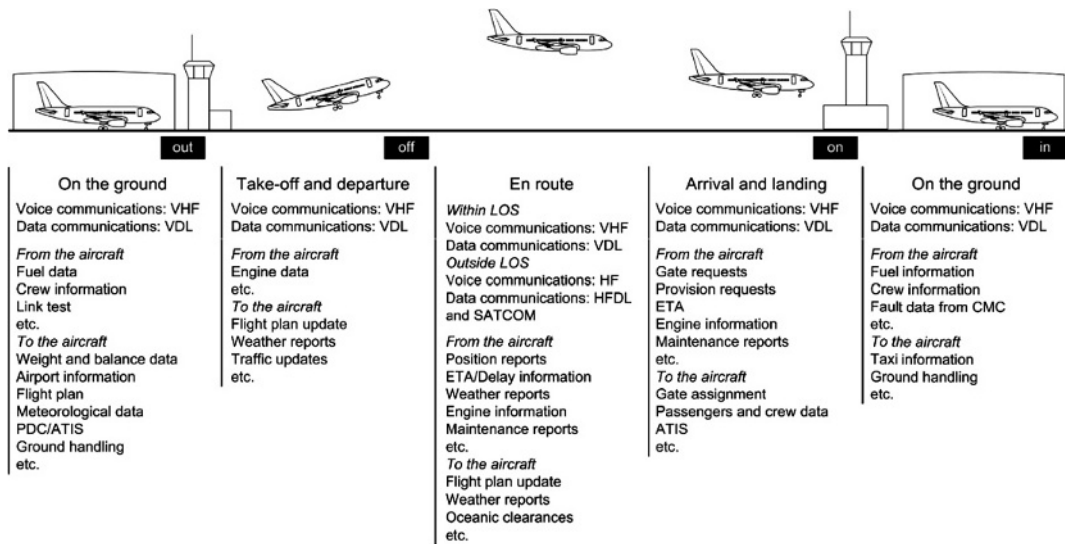 out
off
on
in
On the ground
Voice communications: VHF
Data communications: VDL
From the aircraft
Fuel data
Crew information
Link test
etc.
To the aircraft
Weight and balance data
Airport information
Flight plan
Meteorological data
PDC/ATIS
Ground handling
etc.
Take-off and departure
Voice communications: VHF
Data communications: VDL
From the aircraft
Engine data
etc.
To the aircraft
Flight plan update
Weather reports
Traffic updates
etc.
En route
Within LOS
Voice communications: VHF
Data communications: VDL
Outside LOS
Voice communications: HF
Data communications: HFDL
and SATCOM
From the aircraft
Position reports
ETA/Delay information
Weather reports
Engine information
Maintenance reports
etc.
To the aircraft
Flight plan update
Weather reports
Oceanic clearances
etc.
Arrival and landing
Voice communications: VHF
Data communications: VDL
From the aircraft
Gate requests
Provision requests
ETA
Engine information
Maintenance reports
etc.
To the aircraft
Gate assignment
Passengers and crew data
ATIS
etc.
On the ground
Voice communications: VHF
Data communications: VDL
From the aircraft
Fuel information
Crew information
Fault data from CMC
etc.
To the aircraft
Taxi information
Ground handling
etc.